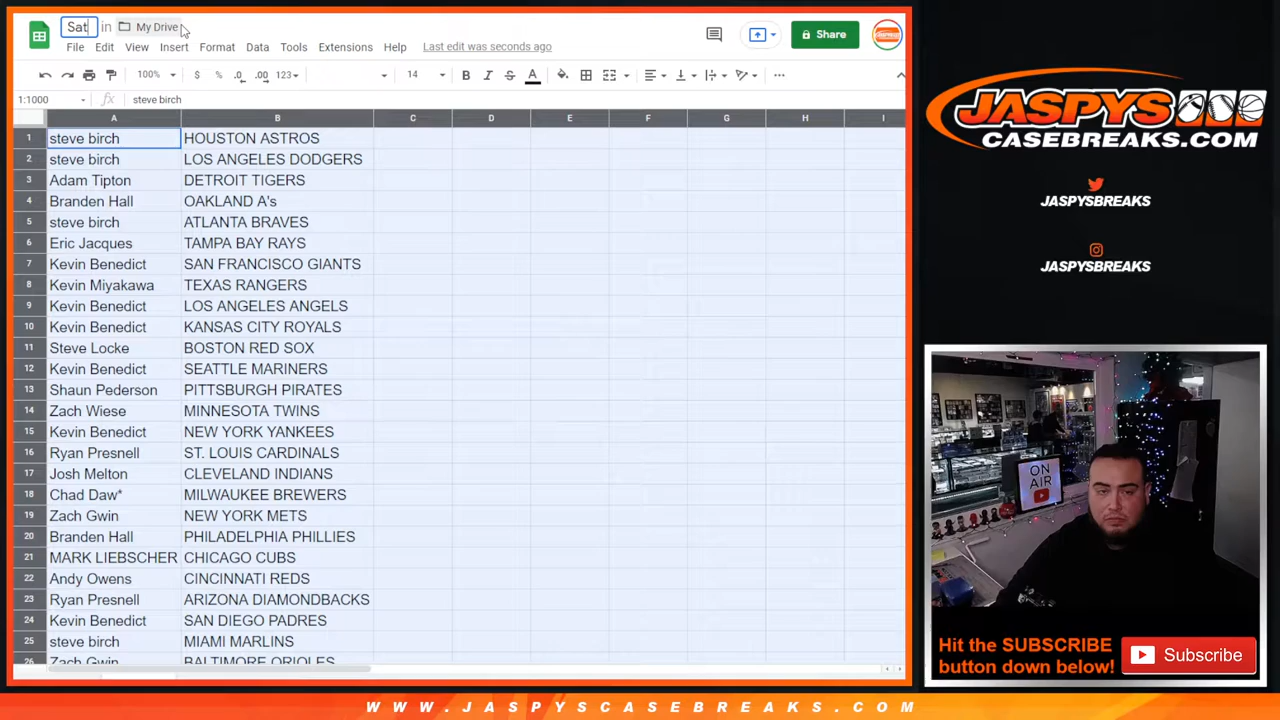 Sat in My Drive
File Edit View Insert Format Data Tools Extensions Help Last edit was seconds ago
Share
100% $ % .0 .00 123 14 B I S A
1:1000 fx steve birch
A B C D E F G H I
1 steve birch HOUSTON ASTROS
2 steve birch LOS ANGELES DODGERS
3 Adam Tipton DETROIT TIGERS
4 Branden Hall OAKLAND A's
5 steve birch ATLANTA BRAVES
6 Eric Jacques TAMPA BAY RAYS
7 Kevin Benedict SAN FRANCISCO GIANTS
8 Kevin Miyakawa TEXAS RANGERS
9 Kevin Benedict LOS ANGELES ANGELS
10 Kevin Benedict KANSAS CITY ROYALS
11 Steve Locke BOSTON RED SOX
12 Kevin Benedict SEATTLE MARINERS
13 Shaun Pederson PITTSBURGH PIRATES
14 Zach Wiese MINNESOTA TWINS
15 Kevin Benedict NEW YORK YANKEES
16 Ryan Presnell ST. LOUIS CARDINALS
17 Josh Melton CLEVELAND INDIANS
18 Chad Daw* MILWAUKEE BREWERS
19 Zach Gwin NEW YORK METS
20 Branden Hall PHILADELPHIA PHILLIES
21 MARK LIEBSCHER CHICAGO CUBS
22 Andy Owens CINCINNATI REDS
23 Ryan Presnell ARIZONA DIAMONDBACKS
24 Kevin Benedict SAN DIEGO PADRES
25 steve birch MIAMI MARLINS
26 Zach Gwin BALTIMORE ORIOLES
JASPYS
CASEBREAKS.COM
JASPYSBREAKS
JASPYSBREAKS
ON
AIR
Hit the SUBSCRIBE
button down below!
Subscribe
WWW.JASPYSCASEBREAKS.COM